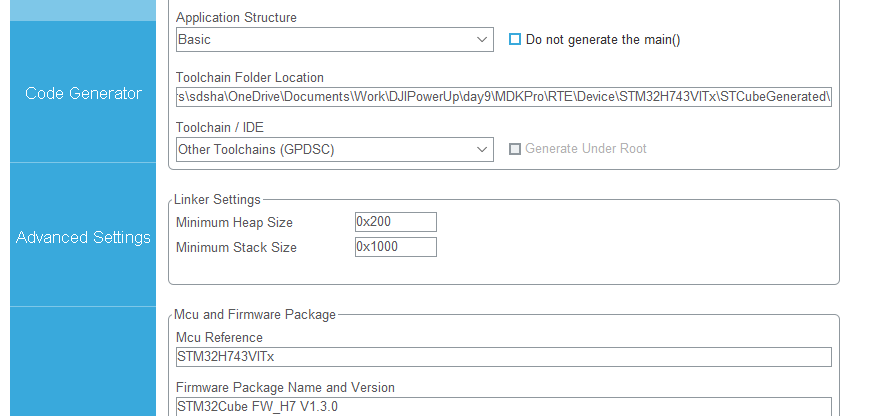 Application Structure
Basic
Do not generate the main()
Toolchain Folder Location
s\sdsha\OneDrive\Documents\Work\DJIPowerUp\day9\MDKPro\RTE\Device\STM32H743VITx\STCubeGenerated\
Code Generator
Toolchain / IDE
Other Toolchains (GPDSC)
Generate Under Root
Linker Settings
Minimum Heap Size
0x200
Advanced Settings
Minimum Stack Size
0x1000
Mcu and Firmware Package
Mcu Reference
STM32H743VITx
Firmware Package Name and Version
STM32Cube FW_H7 V1.3.0